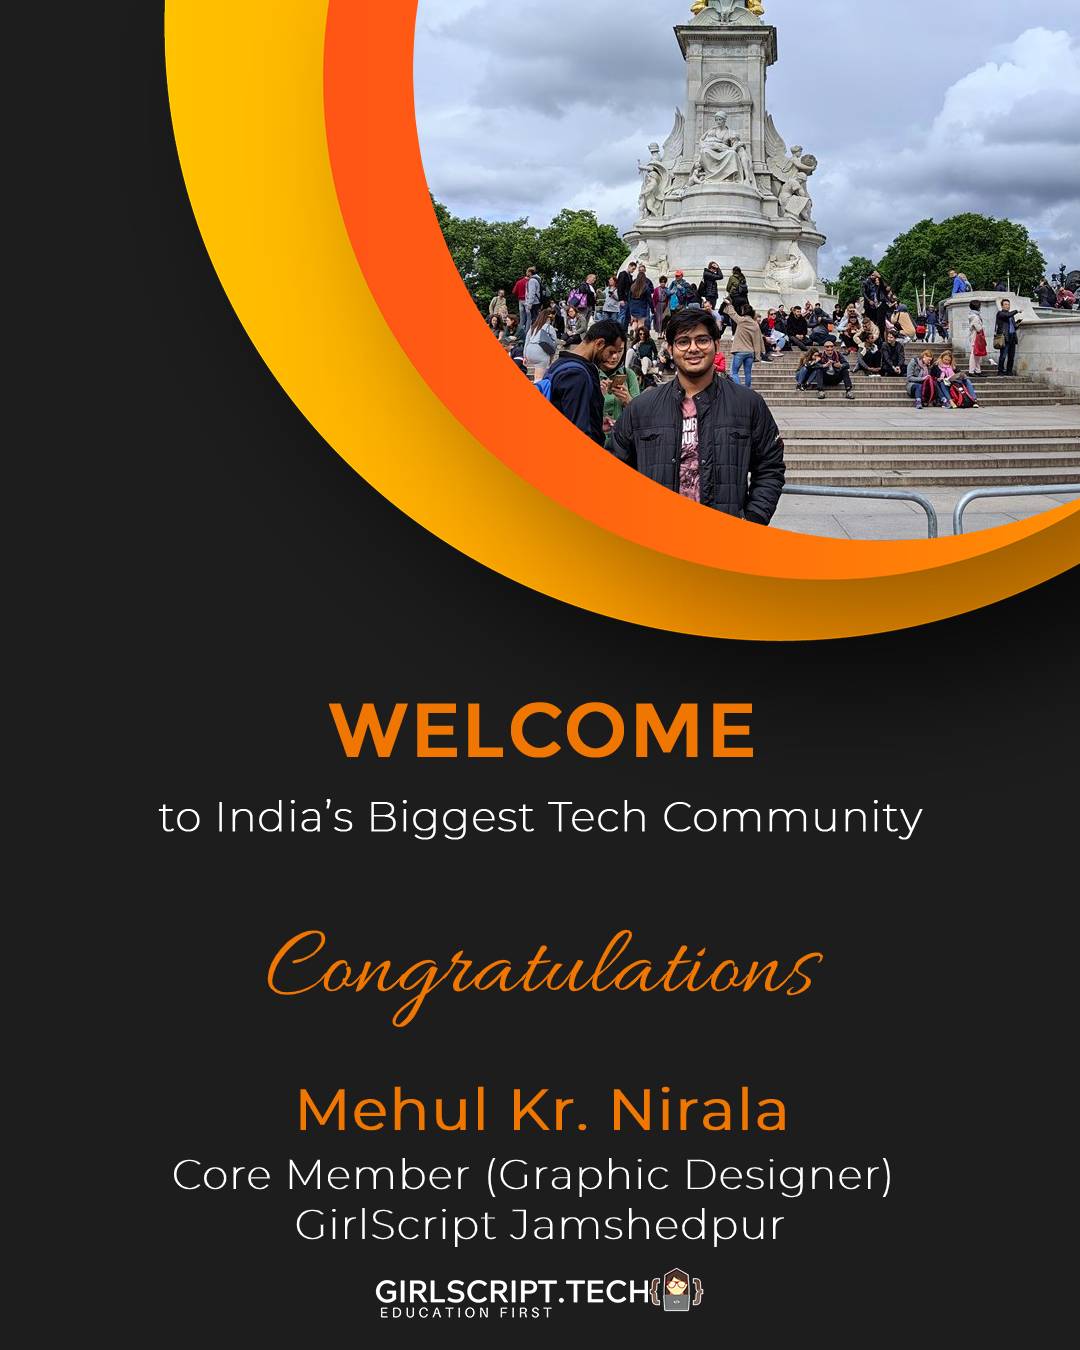 WELCOME
to India’s Biggest Tech Community
Congratulations
Mehul Kr. Nirala
Core Member (Graphic Designer)
GirlScript Jamshedpur
GIRLSCRIPT.TECH
EDUCATION FIRST